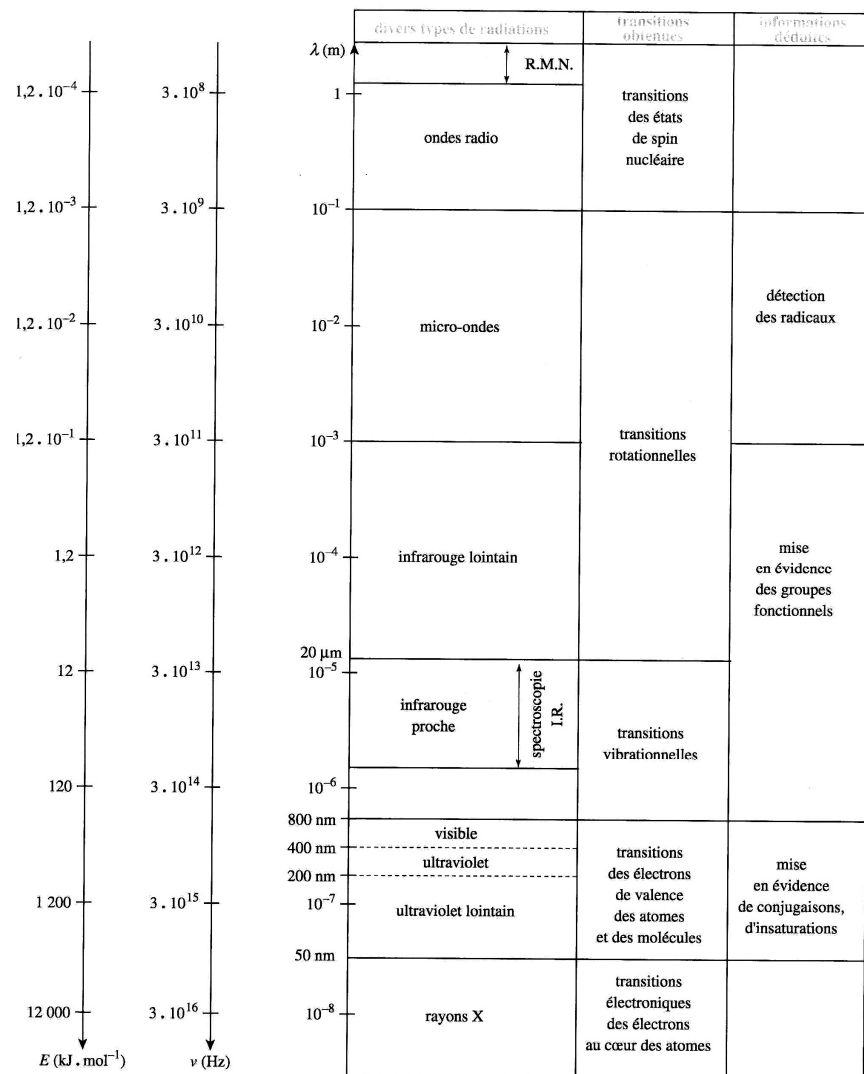 divers types de radiations
transitions
obtenues
informations
déduites
λ (m)
R.M.N.
1,2 . 10⁻⁴
3 . 10⁸
1
ondes radio
transitions
des états
de spin
nucléaire
1,2 . 10⁻³
3 . 10⁹
10⁻¹
1,2 . 10⁻²
3 . 10¹⁰
10⁻²
micro-ondes
détection
des radicaux
1,2 . 10⁻¹
3 . 10¹¹
10⁻³
transitions
rotationnelles
1,2
3 . 10¹²
10⁻⁴
infrarouge lointain
mise
en évidence
des groupes
fonctionnels
20 µm
12
3 . 10¹³
10⁻⁵
infrarouge
proche
spectroscopie
I.R.
transitions
vibrationnelles
120
3 . 10¹⁴
10⁻⁶
800 nm
visible
400 nm
ultraviolet
200 nm
transitions
des électrons
de valence
des atomes
et des molécules
mise
en évidence
de conjugaisons,
d'insaturations
1 200
3 . 10¹⁵
10⁻⁷
ultraviolet lointain
50 nm
12 000
3 . 10¹⁶
10⁻⁸
rayons X
transitions
électroniques
des électrons
au cœur des atomes
E (kJ . mol⁻¹)
ν (Hz)